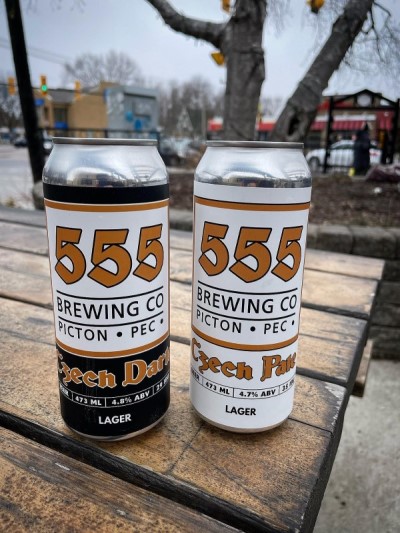 555
BREWING CO
PICTON • PEC •
Czech Dar
473 ML 4.8% ABV
LAGER
555
BREWING CO
PICTON • PEC •
Czech Pale
473 ML 4.7% ABV
LAGER